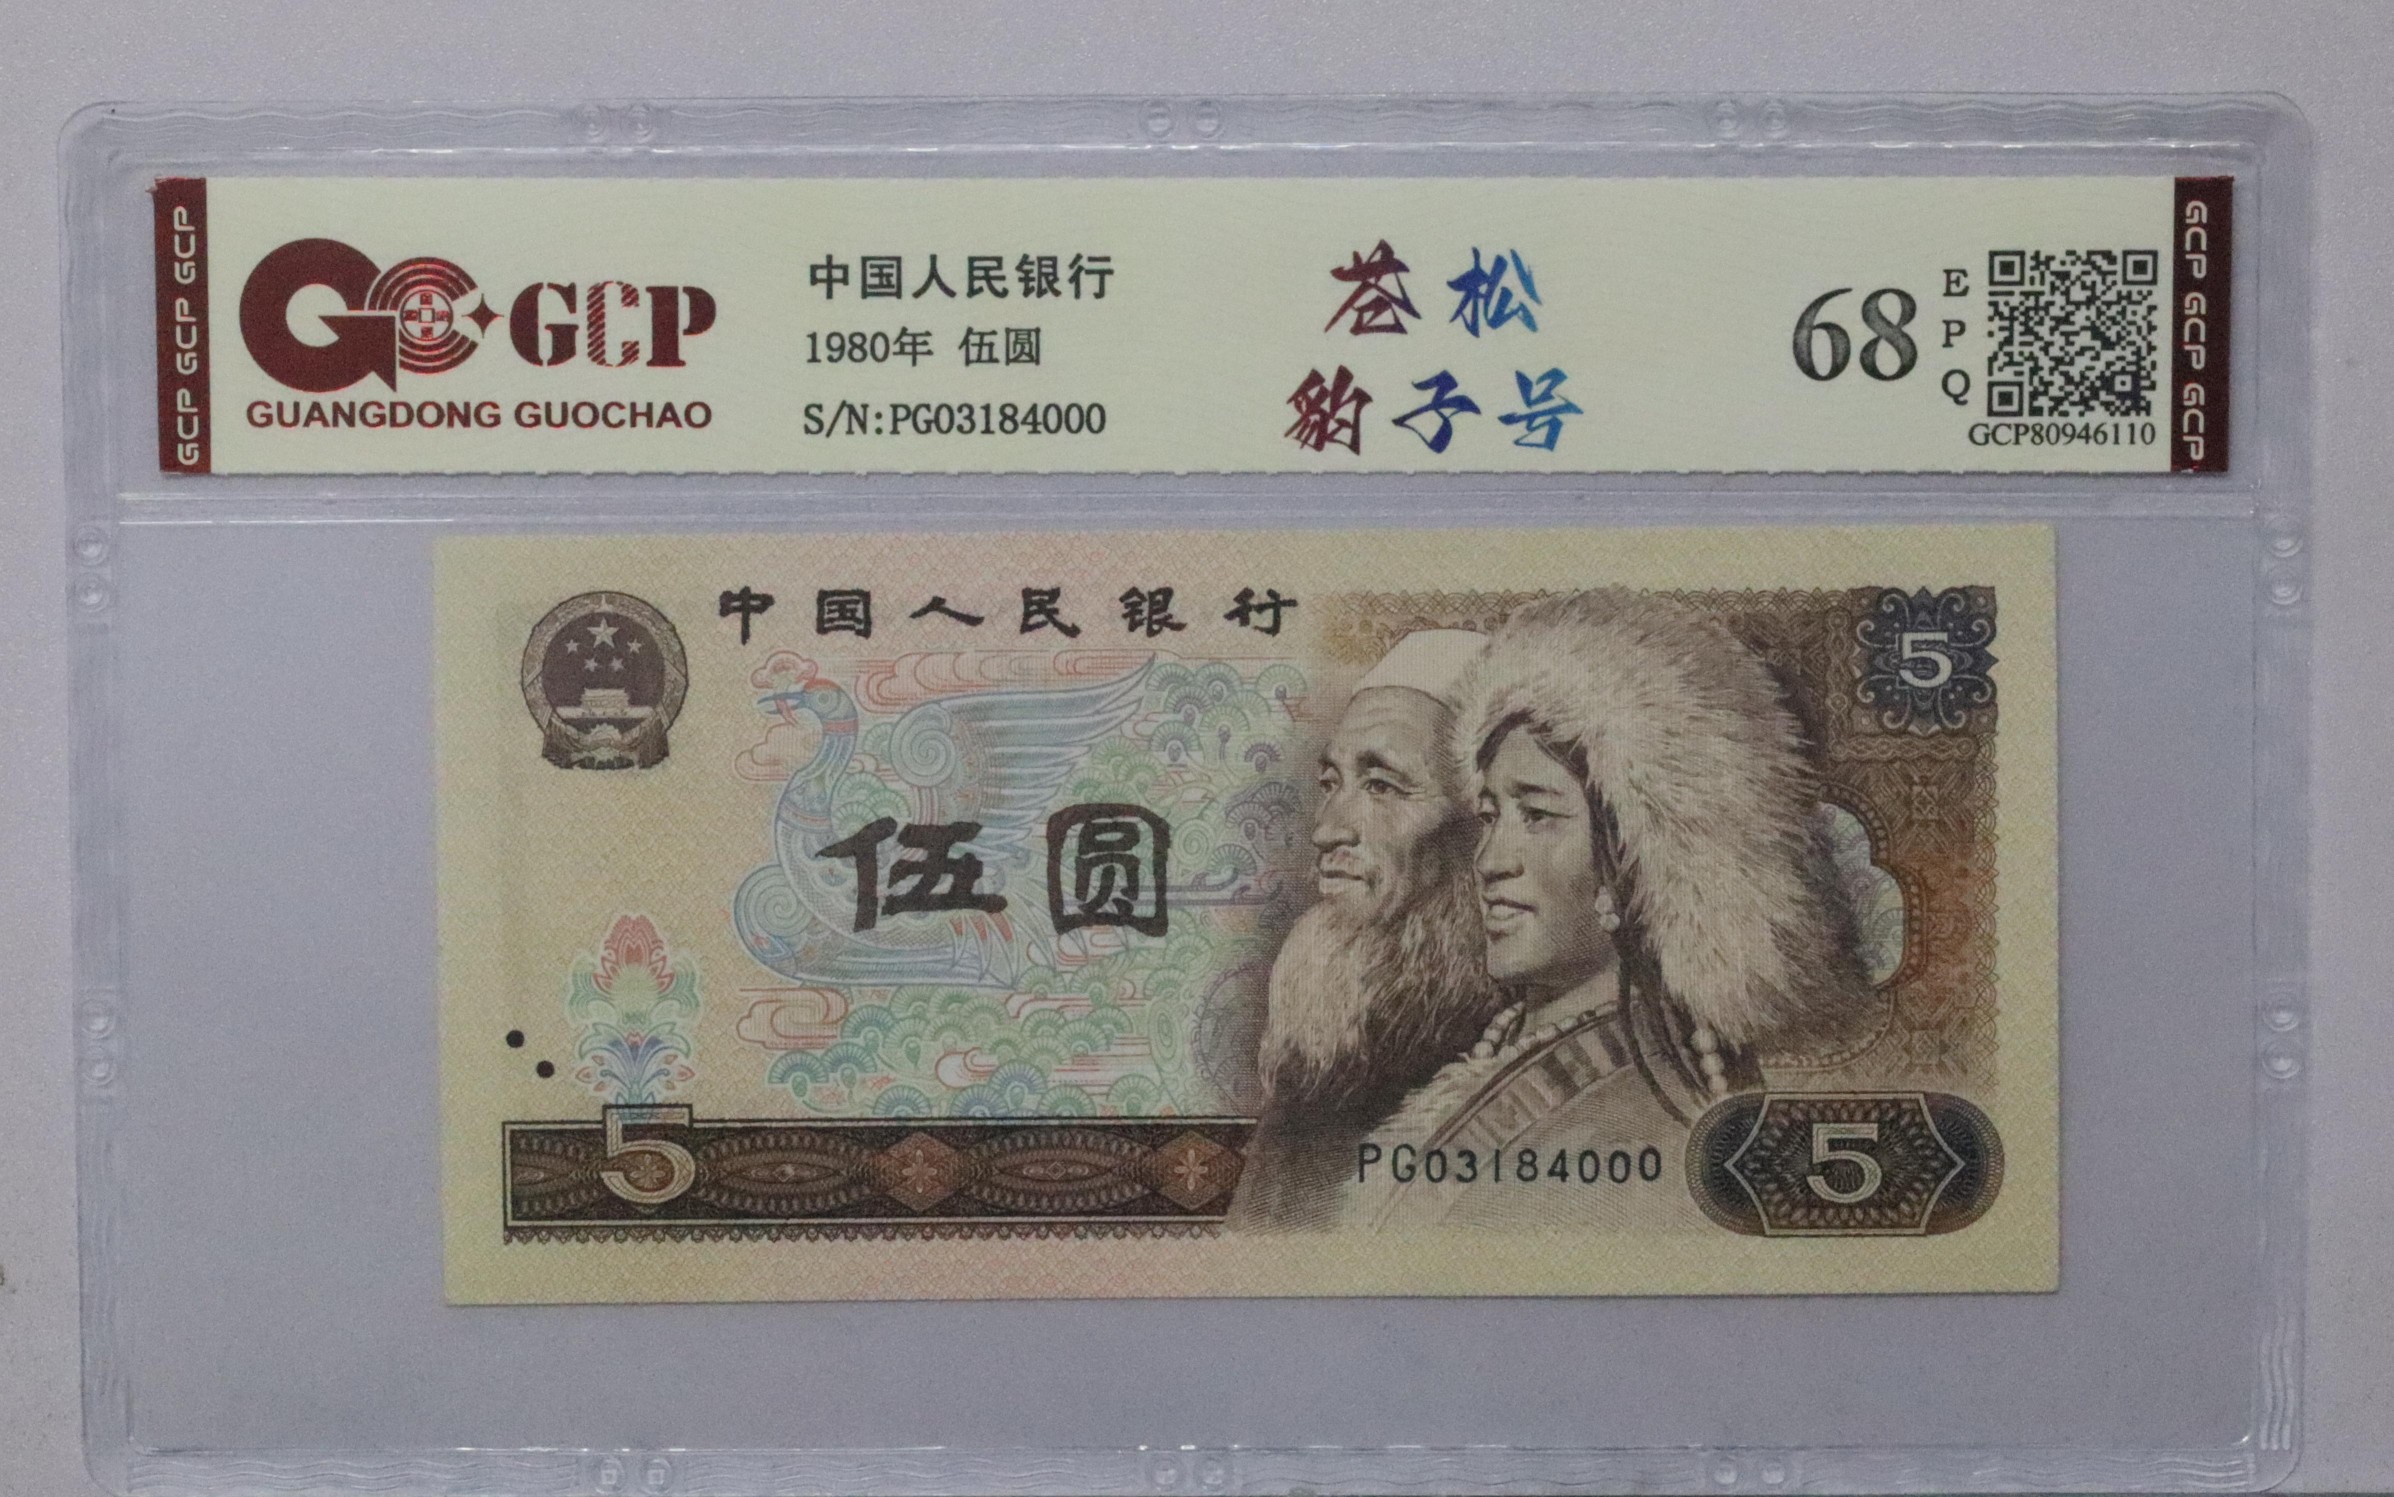 GCP GCP GCP
GCP
GUANGDONG GUOCHAO
中国人民银行
1980年 伍圆
S/N:PG03184000
苍松
豹子号
68
E
P
Q
GCP80946110
GCP GCP GCP
中国人民银行
5
伍圆
5
PG03184000
5